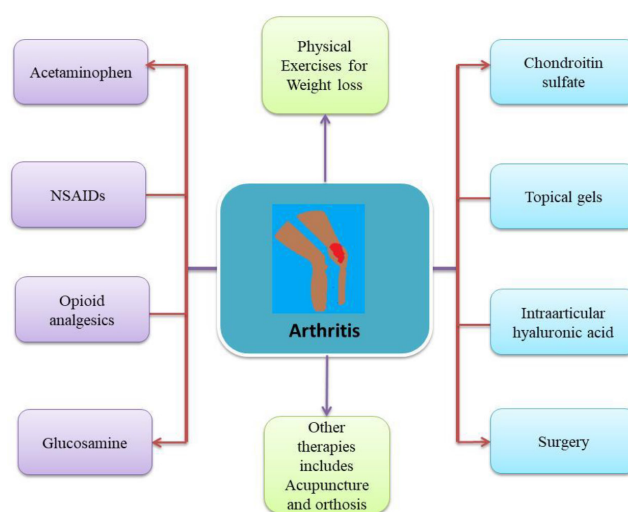 Acetaminophen
NSAIDs
Opioid
analgesics
Glucosamine
Physical
Exercises for
Weight loss
Arthritis
Other
therapies
includes
Acupuncture
and orthosis
Chondroitin
sulfate
Topical gels
Intraarticular
hyaluronic acid
Surgery